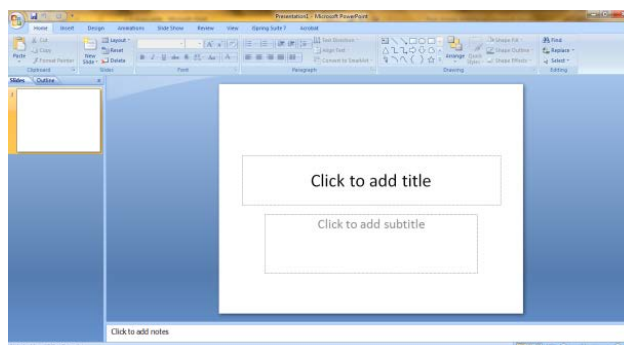 Presentation1 - Microsoft PowerPoint
Home Insert Design Animations Slide Show Review View iSpring Suite 7 Acrobat
Cut
Copy
Format Painter
Paste
Clipboard
Layout
Reset
Delete
New
Slide
Slides
Font
Text Direction
Align Text
Convert to SmartArt
Paragraph
Arrange
Quick
Styles
Shape Fill
Shape Outline
Shape Effects
Drawing
Find
Replace
Select
Editing
Slides Outline
Click to add title
Click to add subtitle
Click to add notes